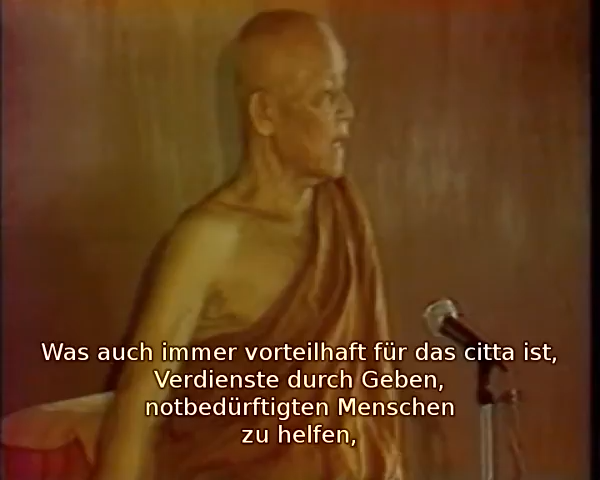 Was auch immer vorteilhaft für das citta ist,
Verdienste durch Geben,
notbedürftigten Menschen
zu helfen,